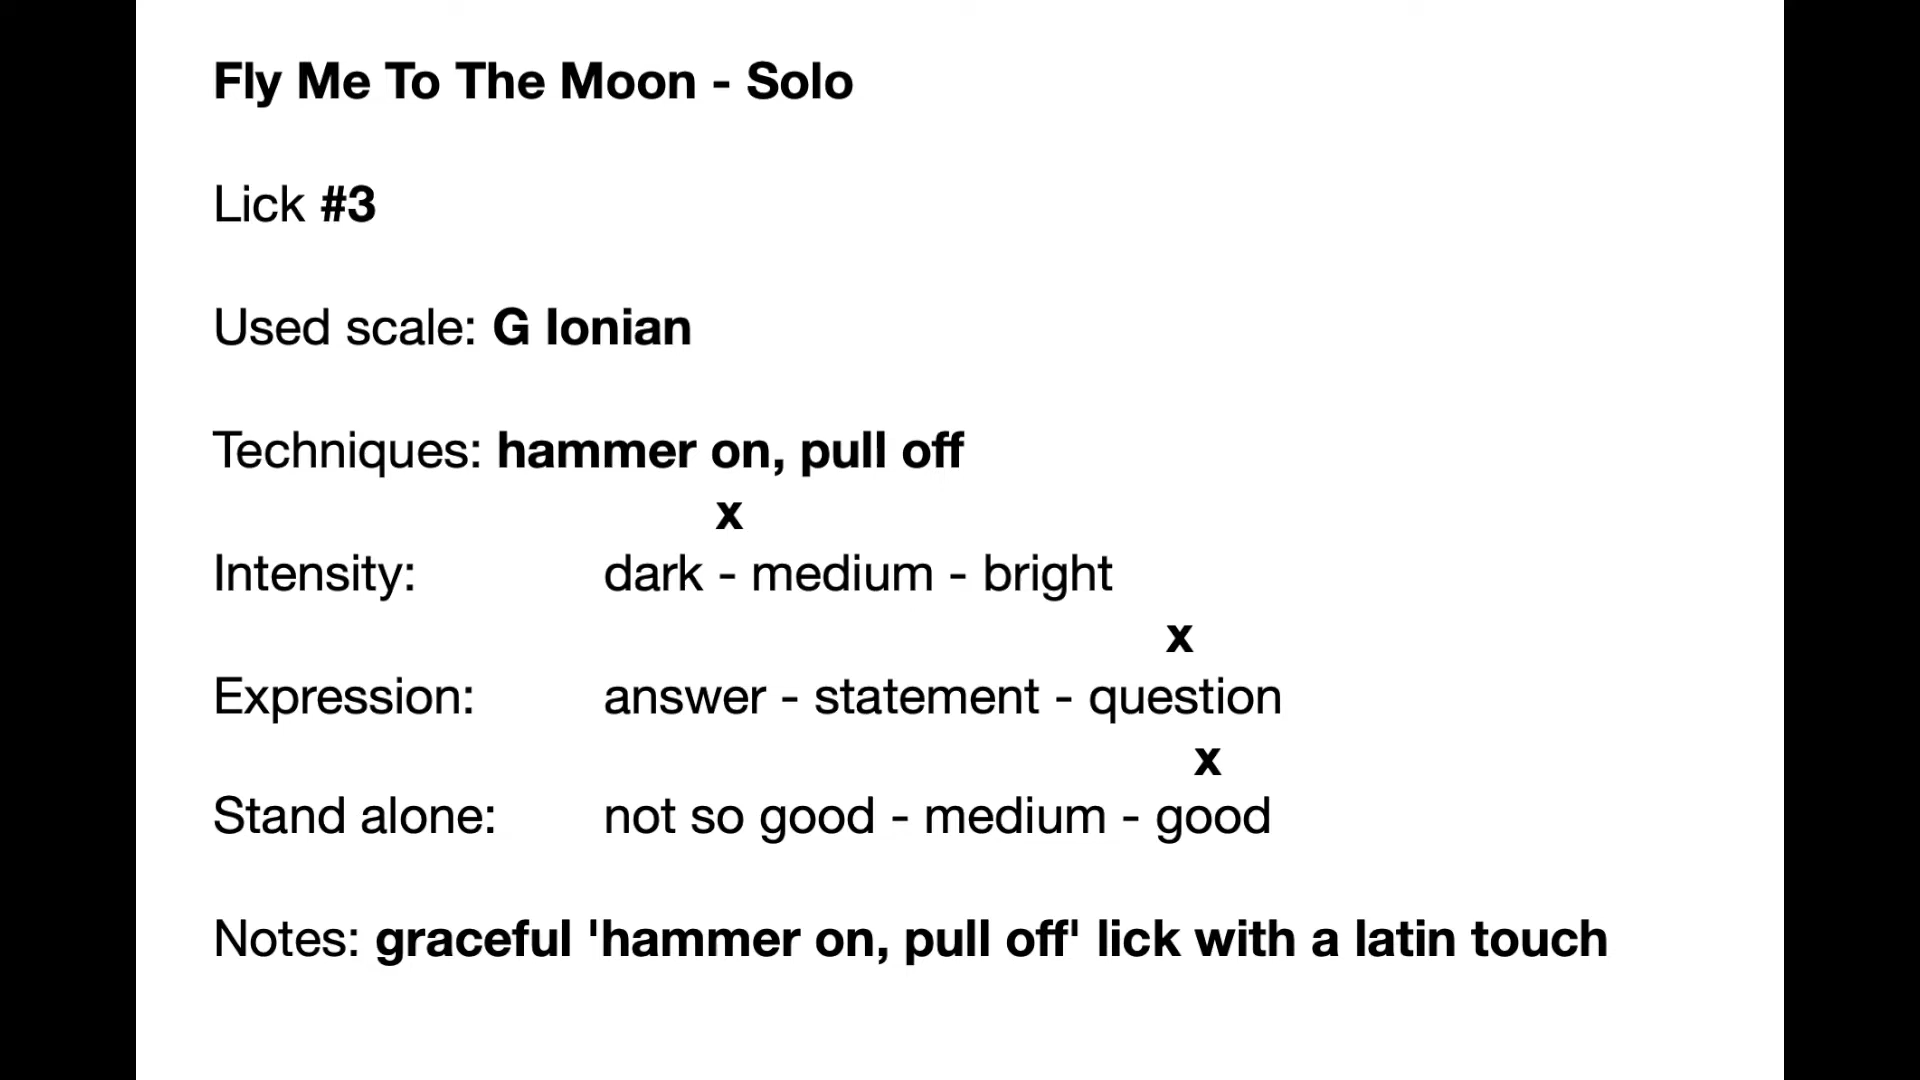 Fly Me To The Moon - Solo
Lick #3
Used scale: G Ionian
Techniques: hammer on, pull off
x
Intensity: dark - medium - bright
x
Expression: answer - statement - question
x
Stand alone: not so good - medium - good
Notes: graceful 'hammer on, pull off' lick with a latin touch